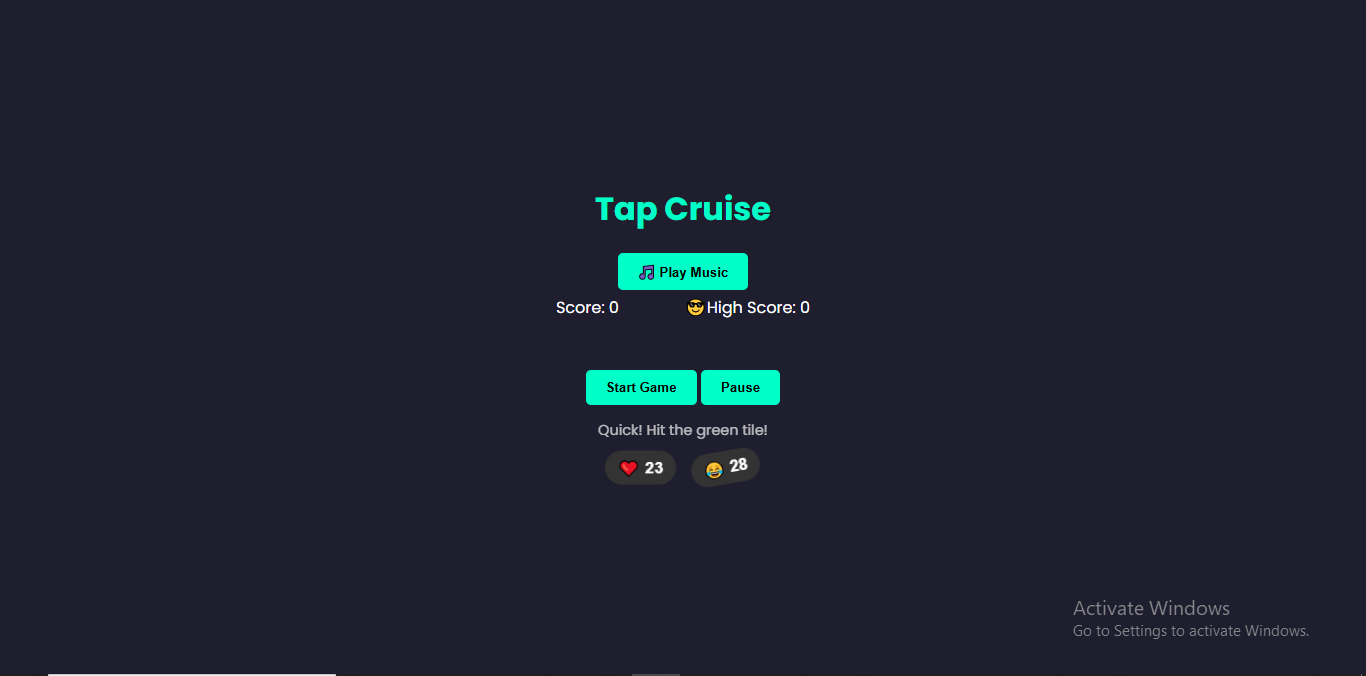 Tap Cruise
🎵 Play Music
Score: 0 😎High Score: 0
Start Game Pause
Quick! Hit the green tile!
❤️ 23 😂 28
Activate Windows
Go to Settings to activate Windows.